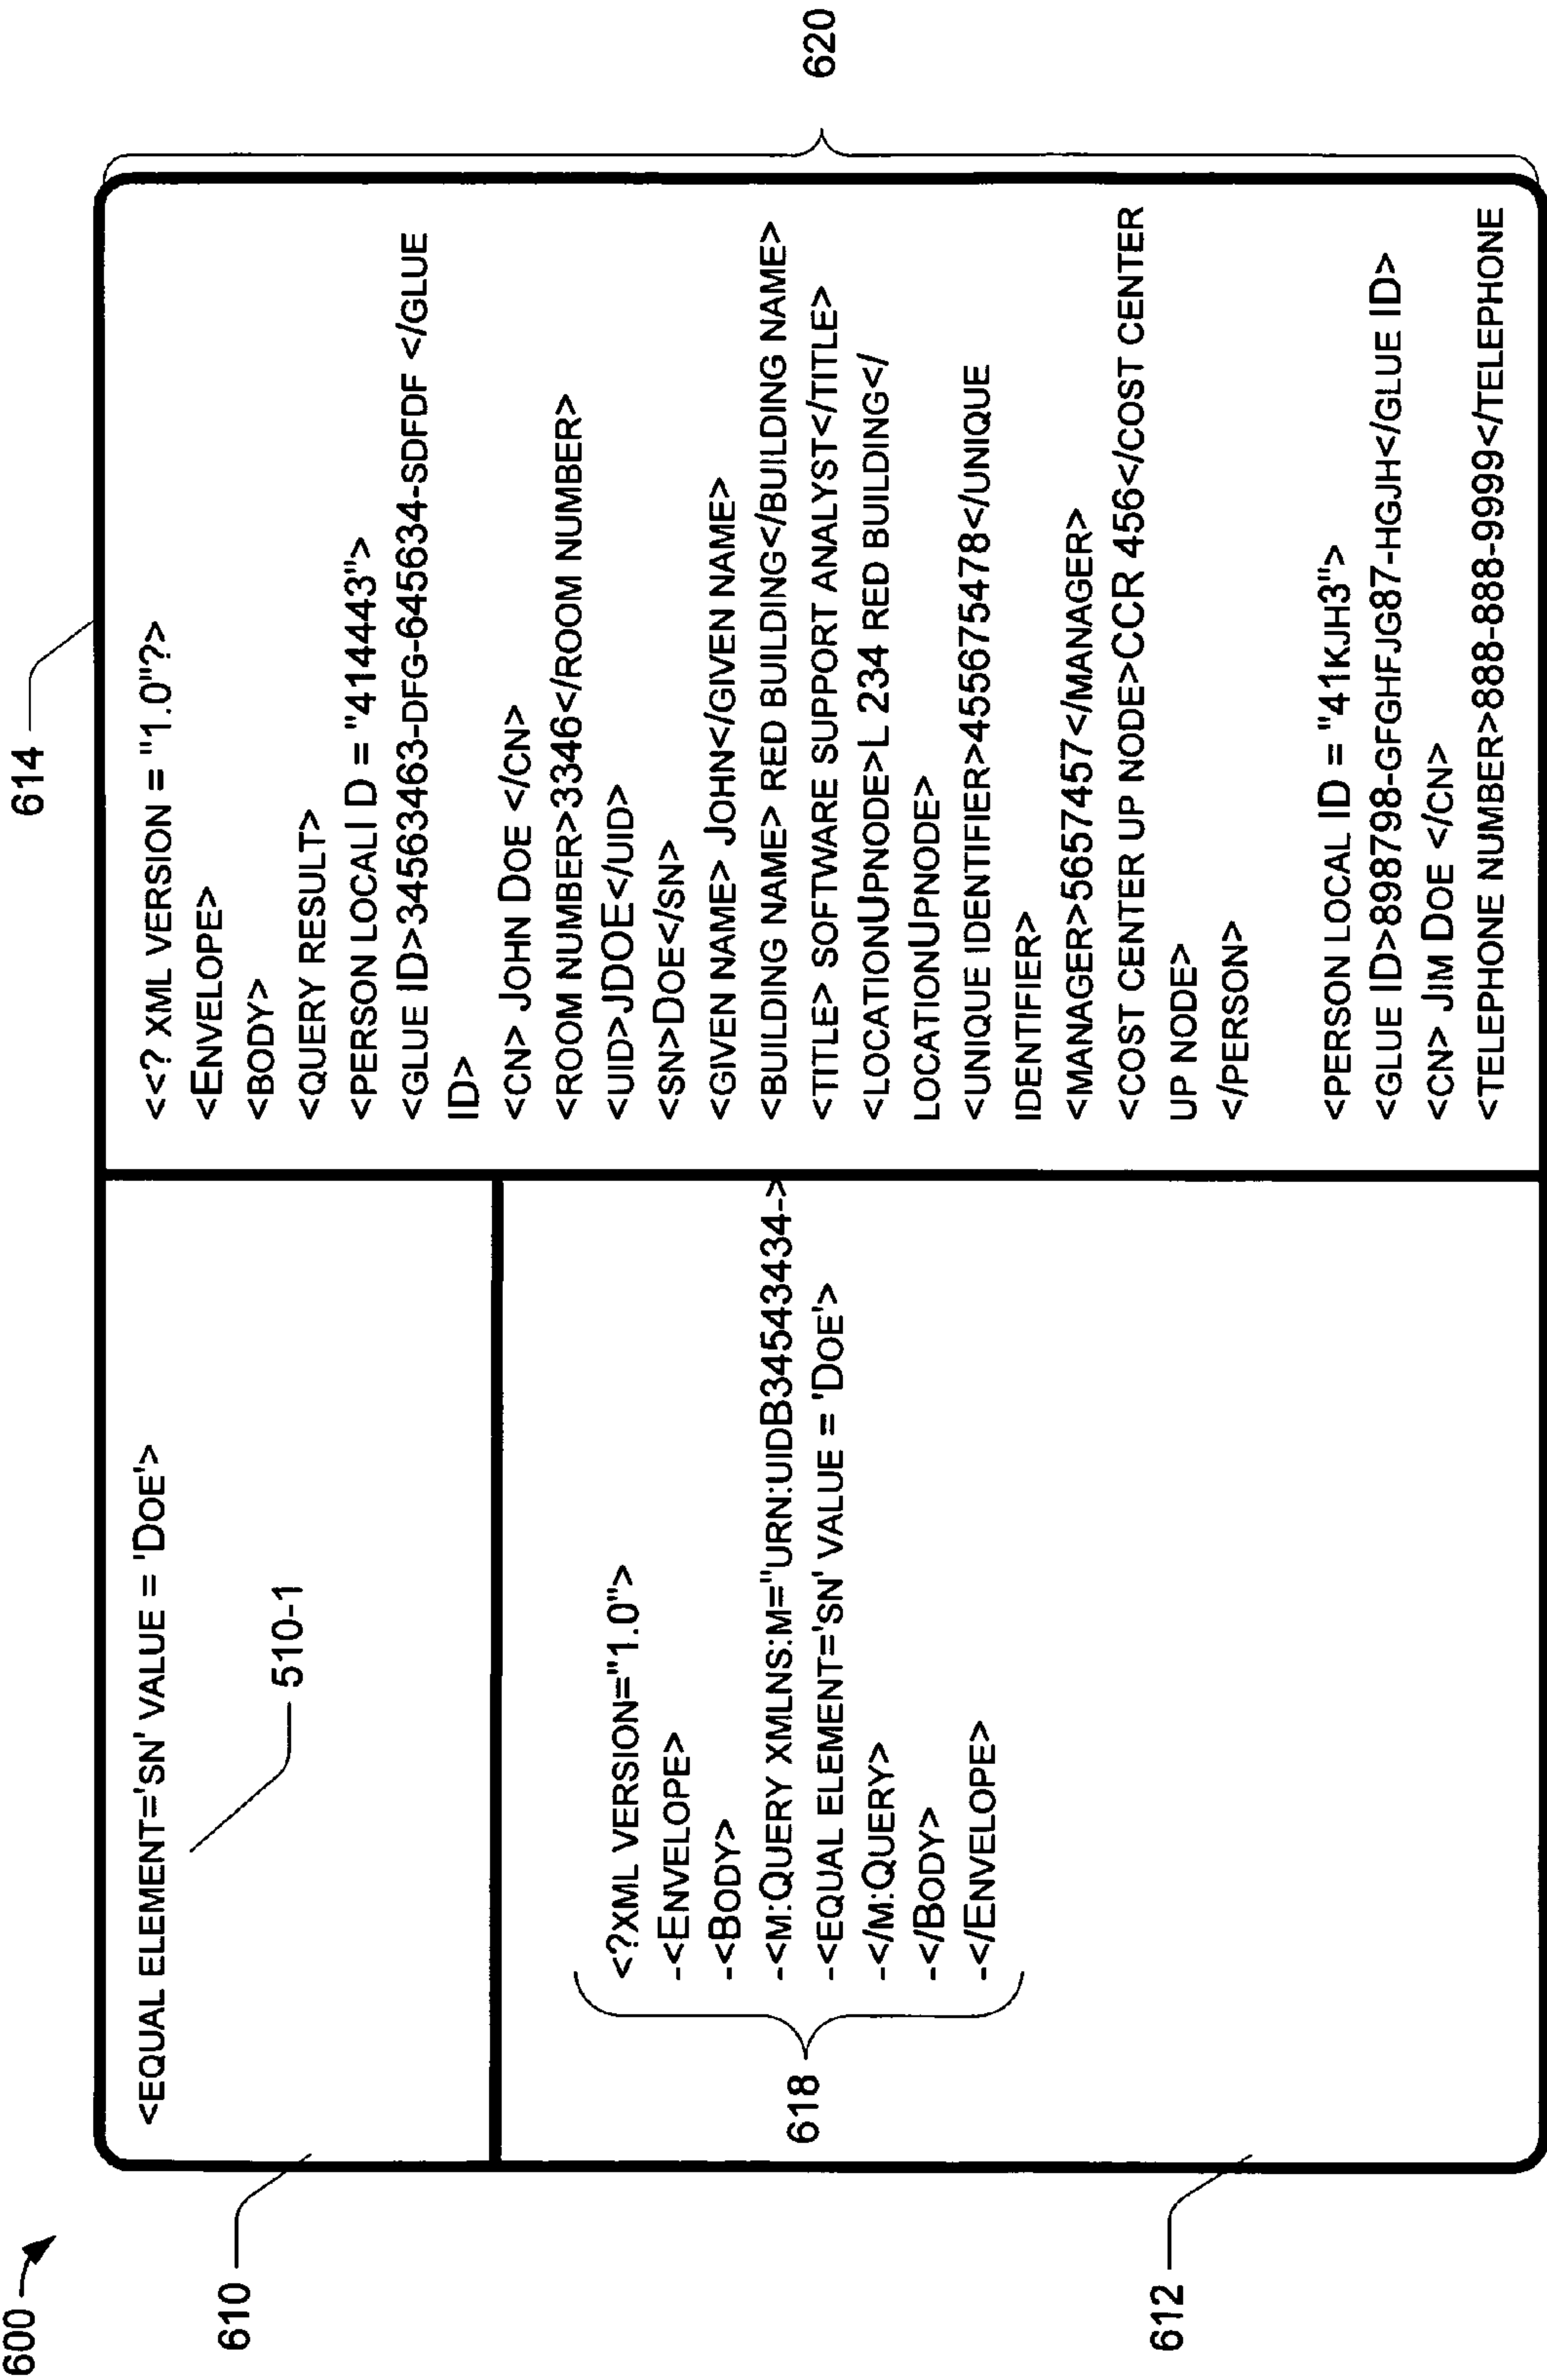 600
614
610
<EQUAL ELEMENT='SN' VALUE = 'DOE'>
510-1
612
618
<?XML VERSION="1.0">
-<ENVELOPE>
-<BODY>
-<M:QUERY XMLNS:M="URN:UIDB34543434->
-<EQUAL ELEMENT='SN' VALUE = 'DOE'>
-</M:QUERY>
-</BODY>
-</ENVELOPE>
<<? XML VERSION = "1.0"?>
<ENVELOPE>
<BODY>
<QUERY RESULT>
<PERSON LOCALI D = "414443">
<GLUE ID>34563463-DFG-645634-SDFDF </GLUE
ID>
<CN> JOHN DOE </CN>
<ROOM NUMBER>3346</ROOM NUMBER>
<UID>JDOE</UID>
<SN>DOE</SN>
<GIVEN NAME> JOHN</GIVEN NAME>
<BUILDING NAME> RED BUILDING</BUILDING NAME>
<TITLE> SOFTWARE SUPPORT ANALYST</TITLE>
<LOCATIONUPNODE>L 234 RED BUILDING</
LOCATIONUPNODE>
<UNIQUE IDENTIFIER>455675478</UNIQUE
IDENTIFIER>
<MANAGER>5657457</MANAGER>
<COST CENTER UP NODE>CCR 456</COST CENTER
UP NODE>
</PERSON>
<PERSON LOCAL ID = "41KJH3">
<GLUE ID>898798-GFGHFJG87-HGJH</GLUE ID>
<CN> JIM DOE </CN>
<TELEPHONE NUMBER>888-888-9999</TELEPHONE
620